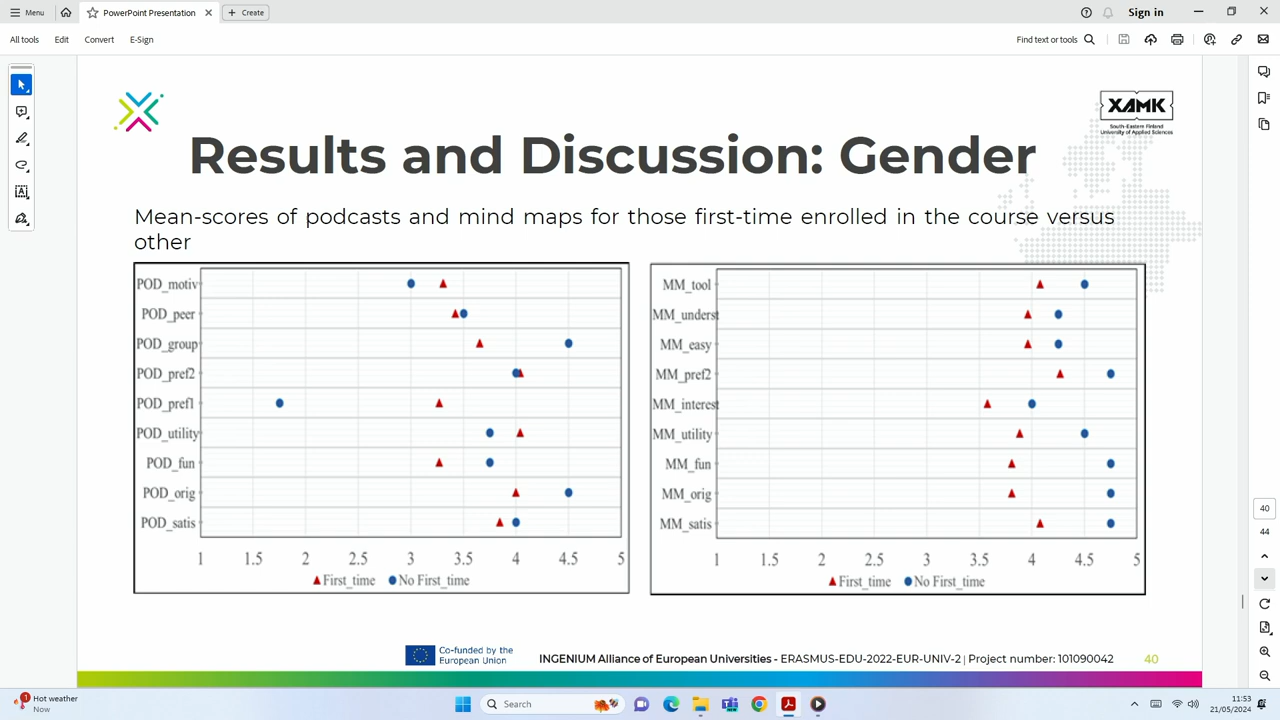 Menu
PowerPoint Presentation
Create
Sign in
All tools
Edit
Convert
E-Sign
Find text or tools
XAMK
South-Eastern Finland
University of Applied Sciences
Results and Discussion: Gender
Mean-scores of podcasts and mind maps for those first-time enrolled in the course versus
other
POD_motiv
POD_peer
POD_group
POD_pref2
POD_pref1
POD_utility
POD_fun
POD_orig
POD_satis
1 1.5 2 2.5 3 3.5 4 4.5 5
First_time No First_time
MM_tool
MM_underst
MM_easy
MM_pref2
MM_interest
MM_utility
MM_fun
MM_orig
MM_satis
1 1.5 2 2.5 3 3.5 4 4.5 5
First_time No First_time
40
44
Co-funded by the
European Union
INGENIUM Alliance of European Universities - ERASMUS-EDU-2022-EUR-UNIV-2 | Project number: 101090042
40
1
Hot weather
Now
Search
11:53
21/05/2024